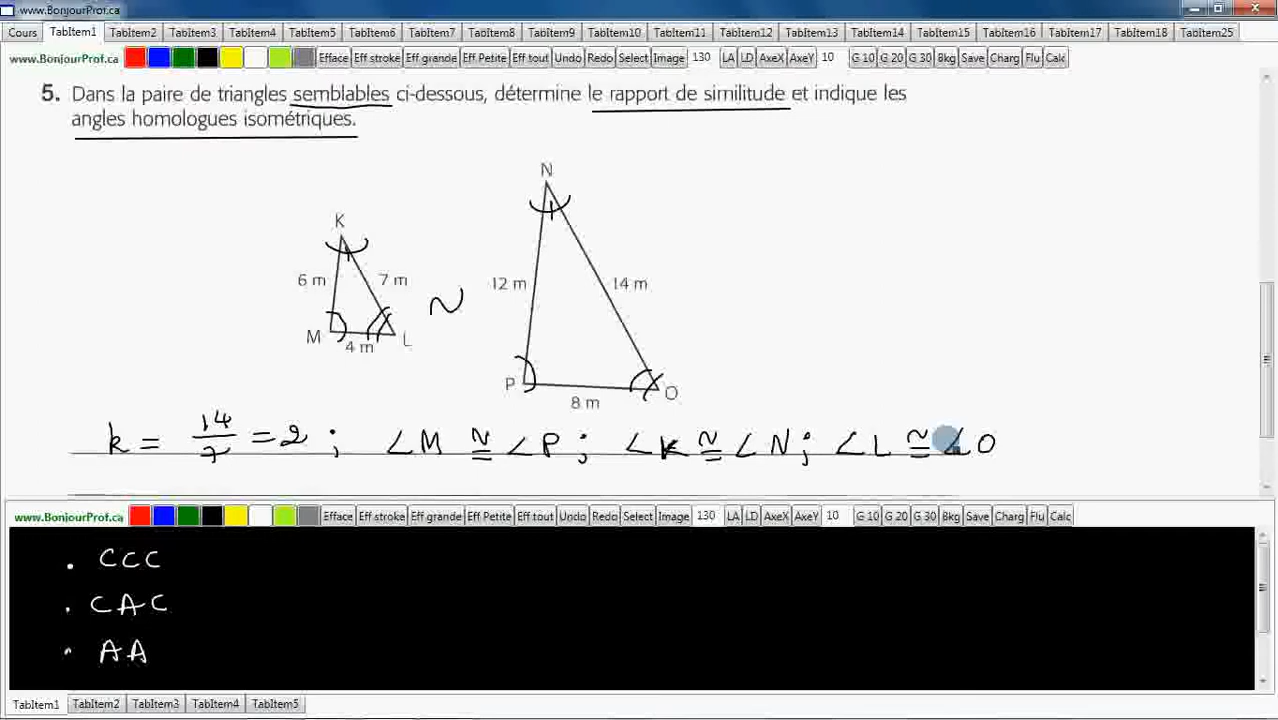 www.BonjourProf.ca
Cours TabItem1 TabItem2 TabItem3 TabItem4 TabItem5 TabItem6 TabItem7 TabItem8 TabItem9 TabItem10 TabItem11 TabItem12 TabItem13 TabItem14 TabItem15 TabItem16 TabItem17 TabItem18 TabItem25
www.BonjourProf.ca Efface Eff stroke Eff grande Eff Petite Eff tout Undo Redo Select Image 130 LA LD AxeX AxeY 10 G 10 G 20 G 30 Bkg Save Charg Flu Calc
5. Dans la paire de triangles semblables ci-dessous, détermine le rapport de similitude et indique les
angles homologues isométriques.
N
K
6 m 7 m ~ 12 m 14 m
M 4 m L
P 8 m O
k = 14/7 = 2 ; ∠M ≅ ∠P ; ∠K ≅ ∠N ; ∠L ≅ ∠O
www.BonjourProf.ca Efface Eff stroke Eff grande Eff Petite Eff tout Undo Redo Select Image 130 LA LD AxeX AxeY 10 G 10 G 20 G 30 Bkg Save Charg Flu Calc
. CCC
. CAC
. AA
TabItem1 TabItem2 TabItem3 TabItem4 TabItem5